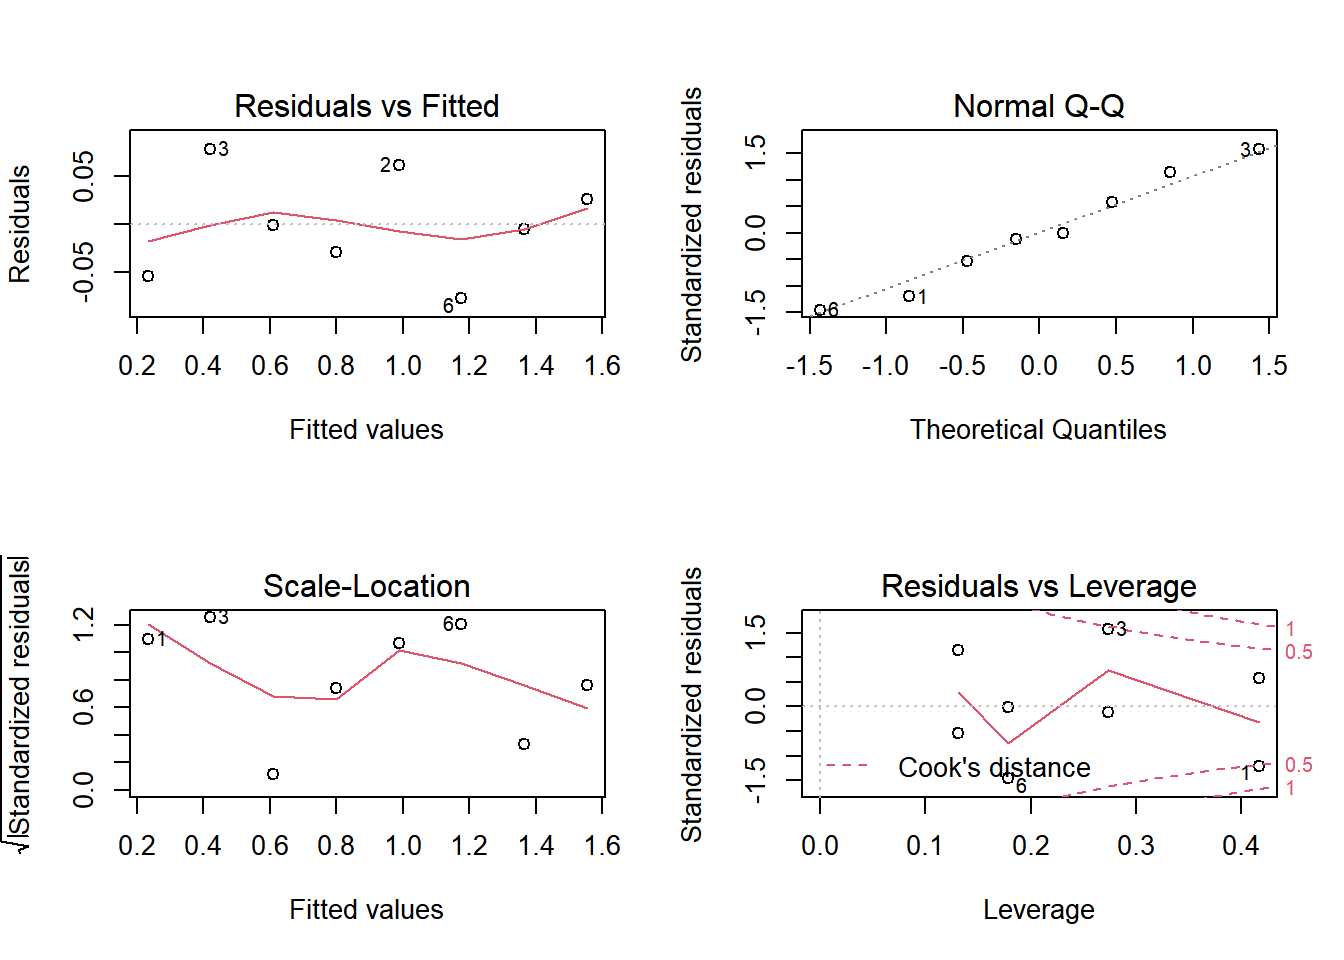 Residuals vs Fitted
Residuals
0.05
-0.05
3
2
6
0.2 0.4 0.6 0.8 1.0 1.2 1.4 1.6
Fitted values
Normal Q-Q
Standardized residuals
1.5
0.0
-1.5
3
6
1
-1.5 -1.0 -0.5 0.0 0.5 1.0 1.5
Theoretical Quantiles
Scale-Location
√|Standardized residuals|
1.2
0.6
0.0
1
3
6
0.2 0.4 0.6 0.8 1.0 1.2 1.4 1.6
Fitted values
Residuals vs Leverage
Standardized residuals
1.5
0.0
-1.5
3
1
0.5
Cook's distance
6
1
0.5
1
0.0 0.1 0.2 0.3 0.4
Leverage